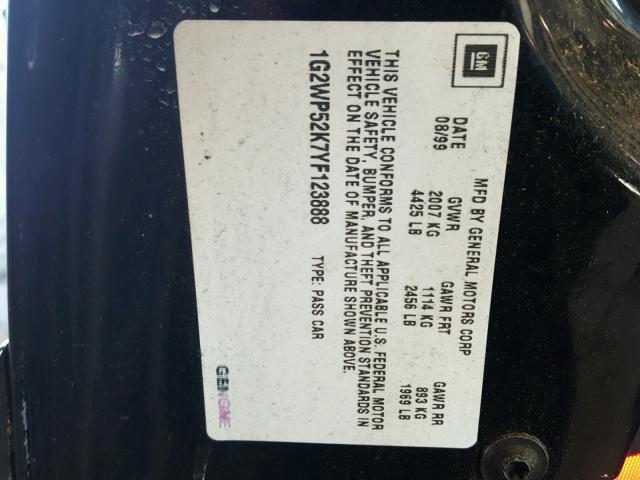 GM
MFD BY GENERAL MOTORS CORP
DATE GVWR GAWR FRT GAWR RR
08/99 2007 KG 1114 KG 893 KG
4425 LB 2456 LB 1969 LB
THIS VEHICLE CONFORMS TO ALL APPLICABLE U.S. FEDERAL MOTOR
VEHICLE SAFETY, BUMPER, AND THEFT PREVENTION STANDARDS IN
EFFECT ON THE DATE OF MANUFACTURE SHOWN ABOVE.
1G2WP52K7YF123888 TYPE: PASS CAR